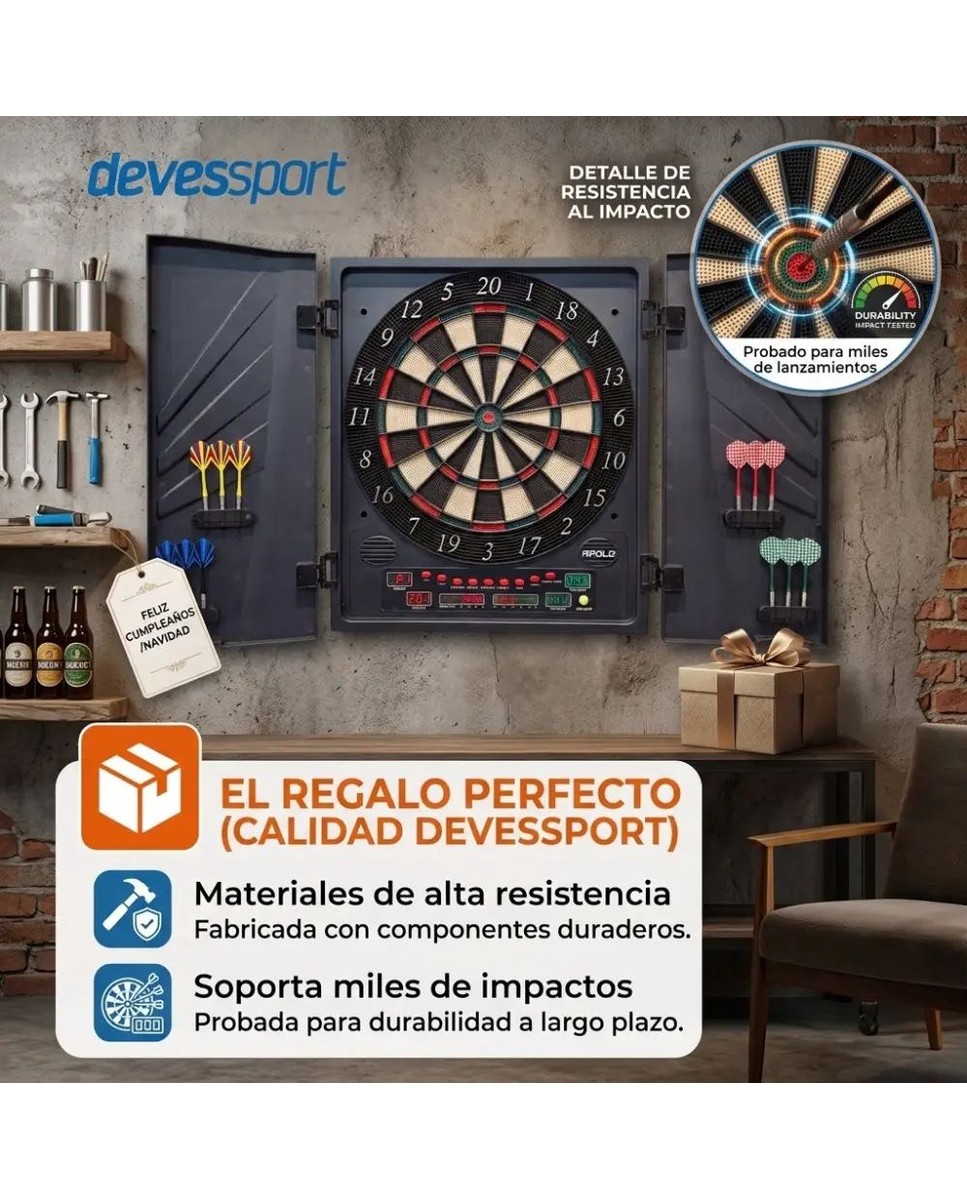 devessport
DETALLE DE
RESISTENCIA
AL IMPACTO
DURABILITY
IMPACT TESTED
Probado para miles
de lanzamientos
20
1
18
4
13
6
10
15
2
17
3
19
7
16
8
11
14
9
12
5
FELIZ
CUMPLEAÑOS
/NAVIDAD
EL REGALO PERFECTO
(CALIDAD DEVESSPORT)
Materiales de alta resistencia
Fabricada con componentes duraderos.
Soporta miles de impactos
Probada para durabilidad a largo plazo.